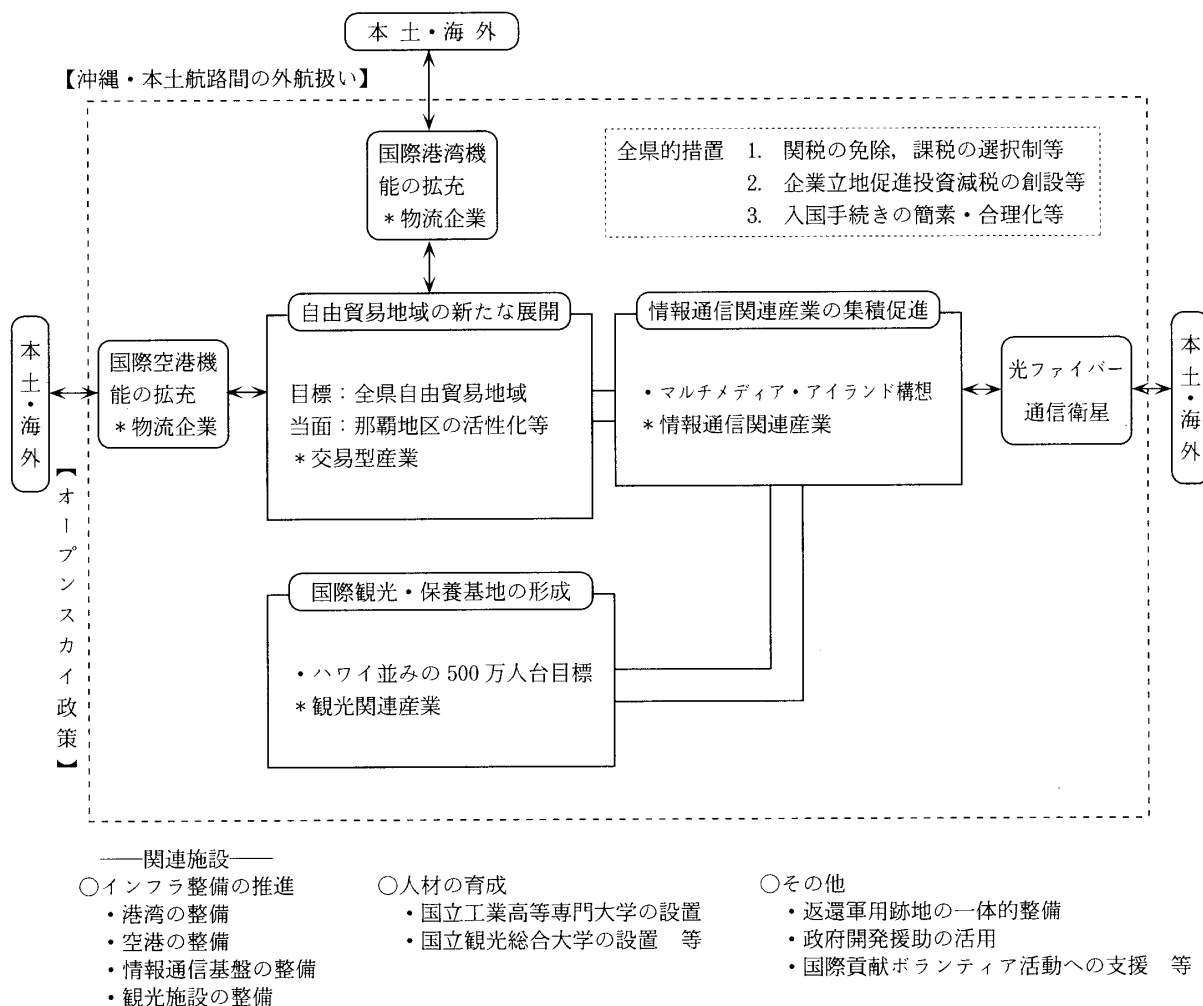 本土・海外
【沖縄・本土航路間の外航扱い】
国際港湾機
能の拡充
＊物流企業
全県的措置 1. 関税の免除，課税の選択制等
2. 企業立地促進投資減税の創設等
3. 入国手続きの簡素・合理化等
本土・海外
国際空港機
能の拡充
＊物流企業
自由貿易地域の新たな展開
目標：全県自由貿易地域
当面：那覇地区の活性化等
＊交易型産業
情報通信関連産業の集積促進
・マルチメディア・アイランド構想
＊情報通信関連産業
光ファイバー
通信衛星
本土・海外
【オープンスカイ政策】
国際観光・保養基地の形成
・ハワイ並みの500万人台目標
＊観光関連産業
――関連施設――
○インフラ整備の推進
・港湾の整備
・空港の整備
・情報通信基盤の整備
・観光施設の整備
○人材の育成
・国立工業高等専門大学の設置
・国立観光総合大学の設置 等
○その他
・返還軍用跡地の一体的整備
・政府開発援助の活用
・国際貢献ボランティア活動への支援 等